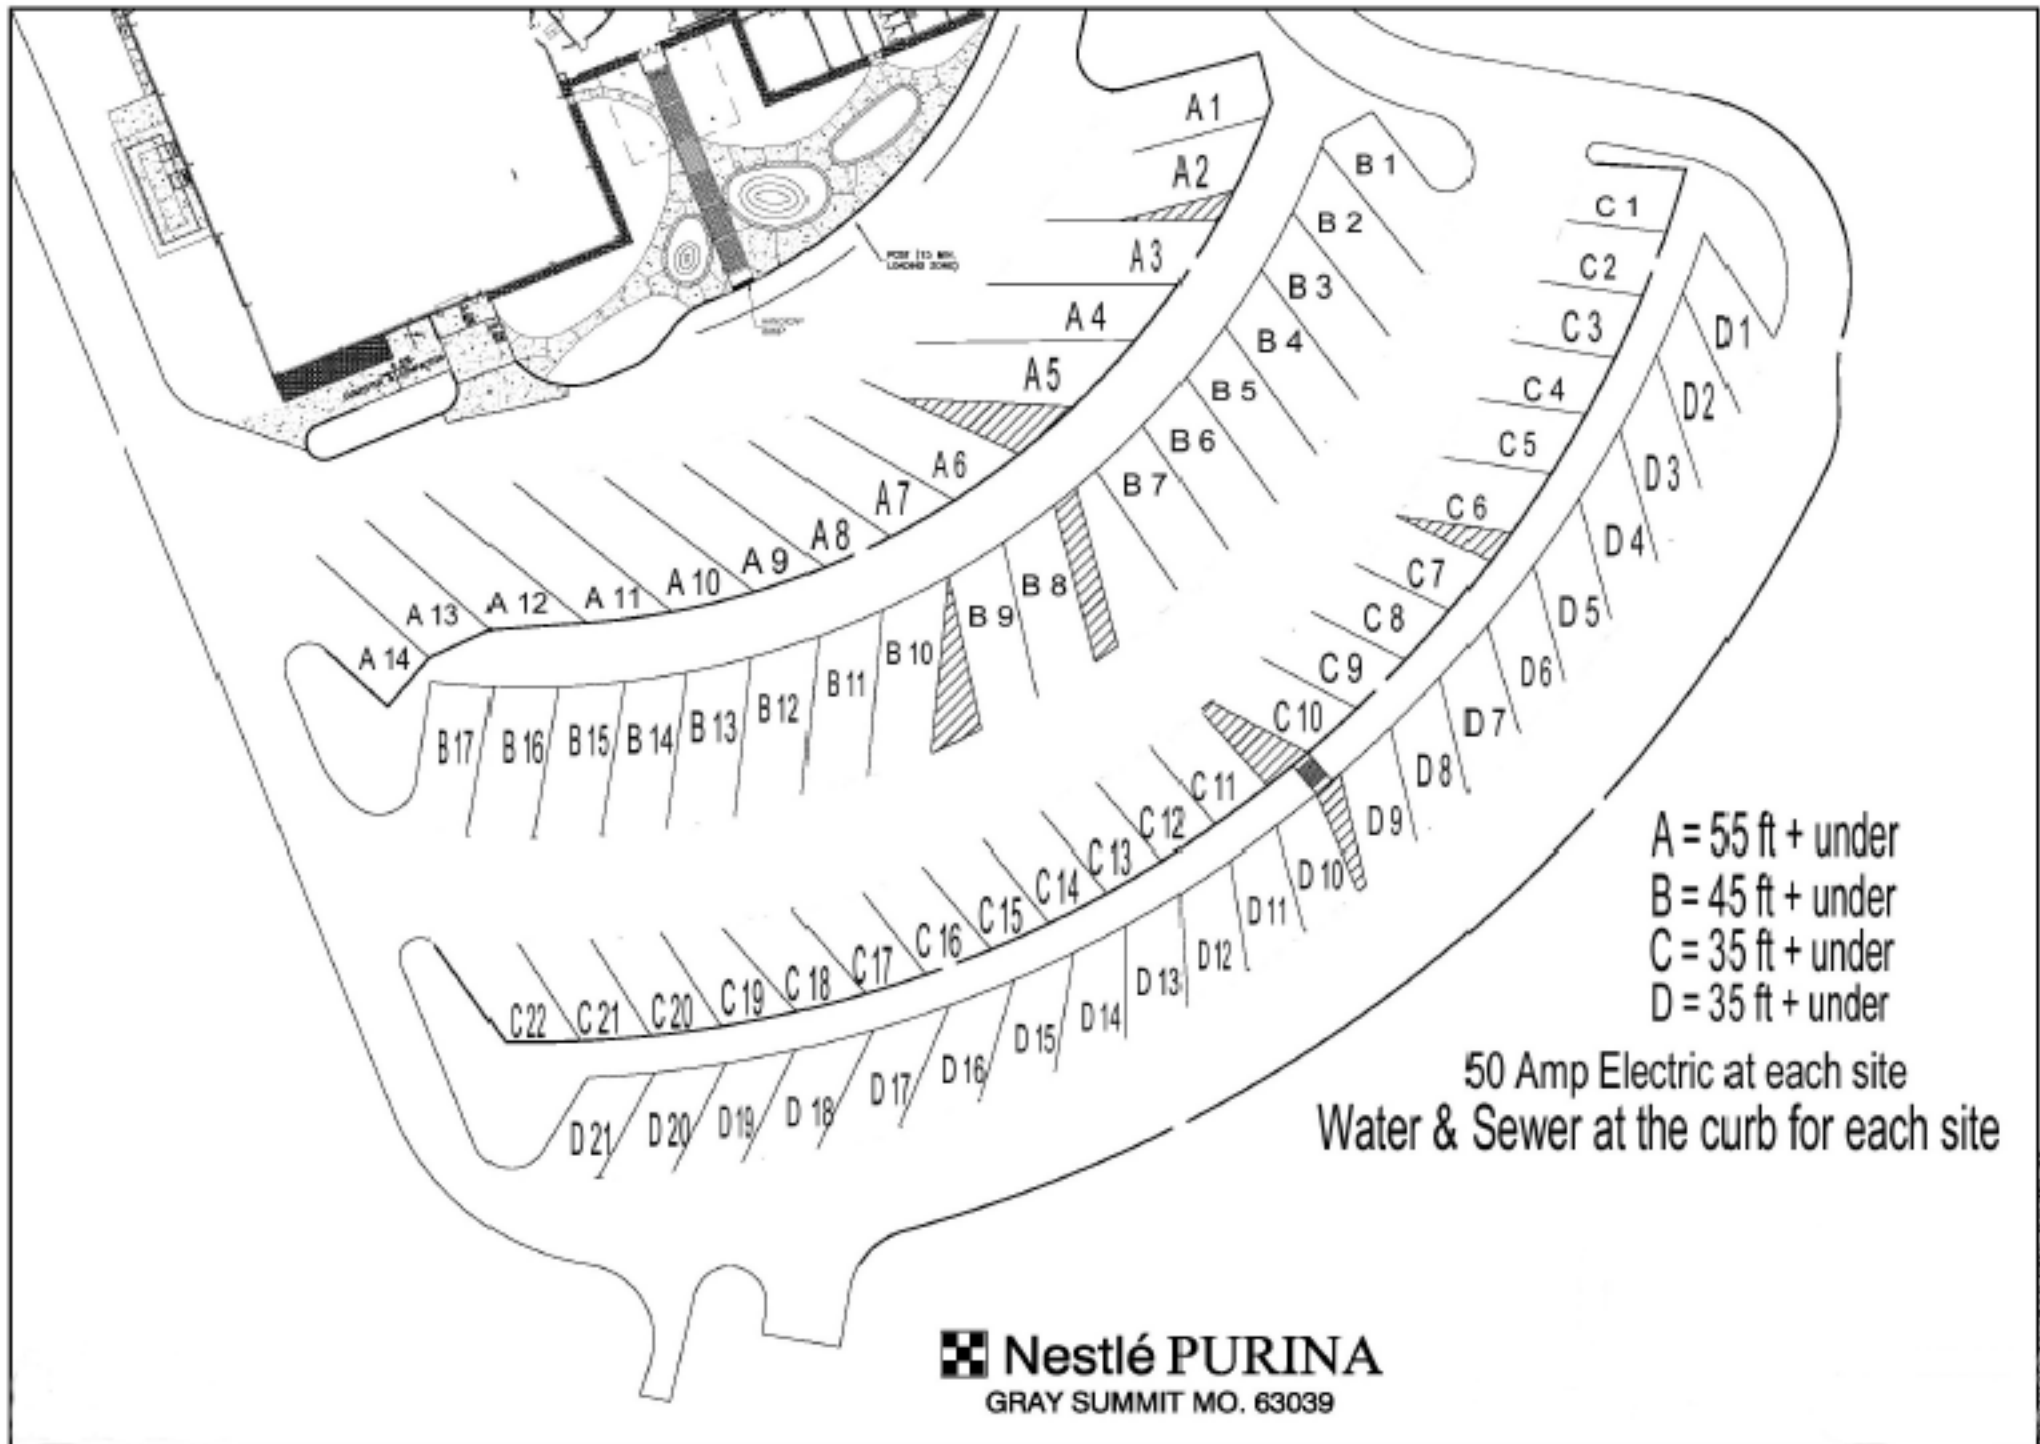 POST (15 MIN.
LOADING ZONE)
A 1
A 2
A 3
A 4
A 5
A 6
A 7
A 8
A 9
A 10
A 11
A 12
A 13
A 14
B 1
B 2
B 3
B 4
B 5
B 6
B 7
B 8
B 9
B 10
B 11
B 12
B 13
B 14
B 15
B 16
B 17
C 1
C 2
C 3
C 4
C 5
C 6
C 7
C 8
C 9
C 10
C 11
C 12
C 13
C 14
C 15
C 16
C 17
C 18
C 19
C 20
C 21
C 22
D 1
D 2
D 3
D 4
D 5
D 6
D 7
D 8
D 9
D 10
D 11
D 12
D 13
D 14
D 15
D 16
D 17
D 18
D 19
D 20
D 21
A = 55 ft + under
B = 45 ft + under
C = 35 ft + under
D = 35 ft + under
50 Amp Electric at each site
Water & Sewer at the curb for each site
Nestlé PURINA
GRAY SUMMIT MO. 63039